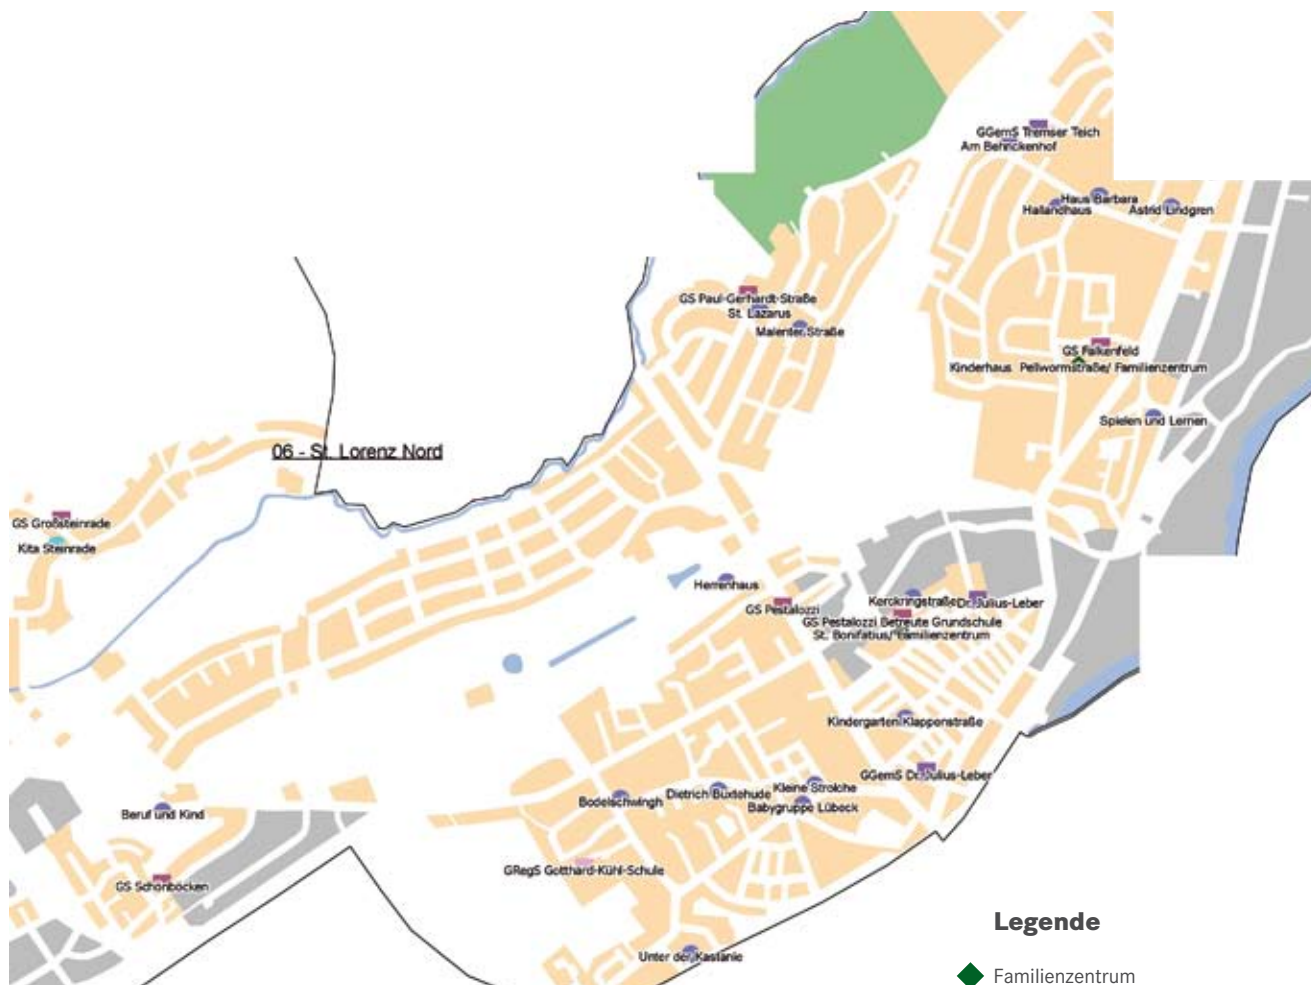 GGemS Tremser Teich
Am Behnckenhof
Haus Barbara
Hallandhaus
Astrid Lindgren
GS Paul-Gerhardt-Straße
St. Lazarus
Malenter Straße
GS Falkenfeld
Kinderhaus Pellwormstraße/ Familienzentrum
Spielen und Lernen
06 - St. Lorenz Nord
GS Großsteinrade
Kita Steinrade
Herrenhaus
GS Pestalozzi
Kerckringstraße
Dr. Julius-Leber
GS Pestalozzi Betreute Grundschule
St. Bonifatius/ Familienzentrum
Kindergarten Klappenstraße
GGemS Dr. Julius-Leber
Kleine Strolche
Dietrich Buxtehude
Bodelschwingh
Babygruppe Lübeck
Beruf und Kind
GRegS Gotthard-Kühl-Schule
GS Schönböcken
Unter der Kastanie
Legende
Familienzentrum